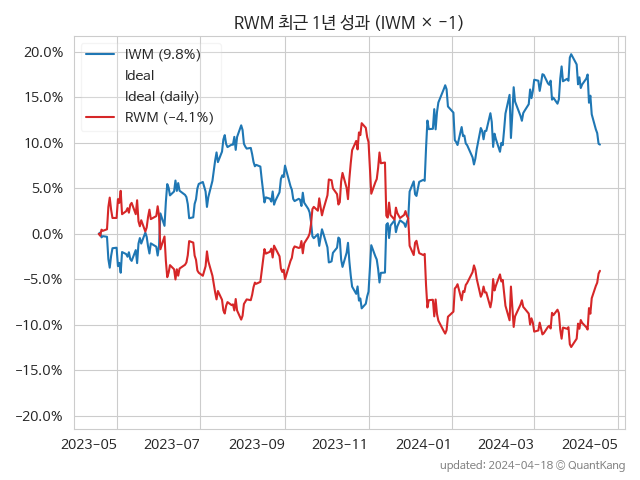 RWM 최근 1년 성과 (IWM × −1)
IWM (9.8%)
Ideal
Ideal (daily)
RWM (−4.1%)
20.0%
15.0%
10.0%
5.0%
0.0%
−5.0%
−10.0%
−15.0%
−20.0%
2023-05 2023-07 2023-09 2023-11 2024-01 2024-03 2024-05
updated: 2024-04-18 © QuantKang